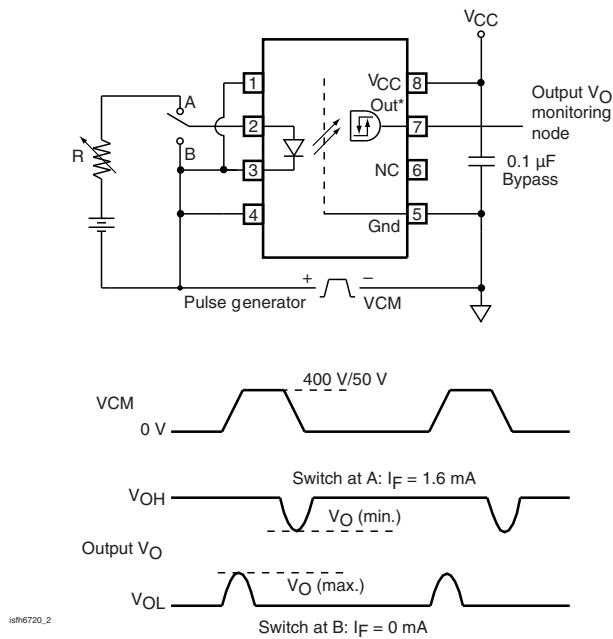 VCC
1
VCC
8
Out*
Output VO
monitoring
node
A
2
7
R
B
3
NC
6
0.1 µF
Bypass
4
Gnd
5
+
−
Pulse generator
VCM
400 V/50 V
VCM
0 V
Switch at A: IF = 1.6 mA
VOH
VO (min.)
Output VO
VO (max.)
VOL
Switch at B: IF = 0 mA
isfh6720_2